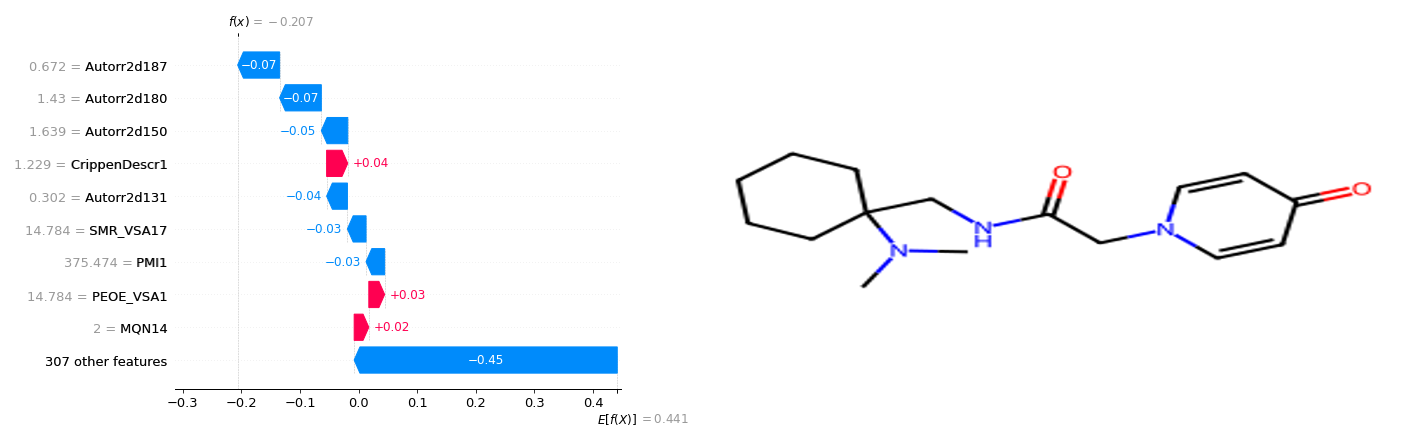 f(x) = −0.207
0.672 = Autorr2d187
−0.07
1.43 = Autorr2d180
−0.07
1.639 = Autorr2d150
−0.05
1.229 = CrippenDescr1
+0.04
0.302 = Autorr2d131
−0.04
14.784 = SMR_VSA17
−0.03
375.474 = PMI1
−0.03
14.784 = PEOE_VSA1
+0.03
2 = MQN14
+0.02
307 other features
−0.45
−0.3 −0.2 −0.1 0.0 0.1 0.2 0.3 0.4
E[f(X)] = 0.441
O
O
N
H
N
N